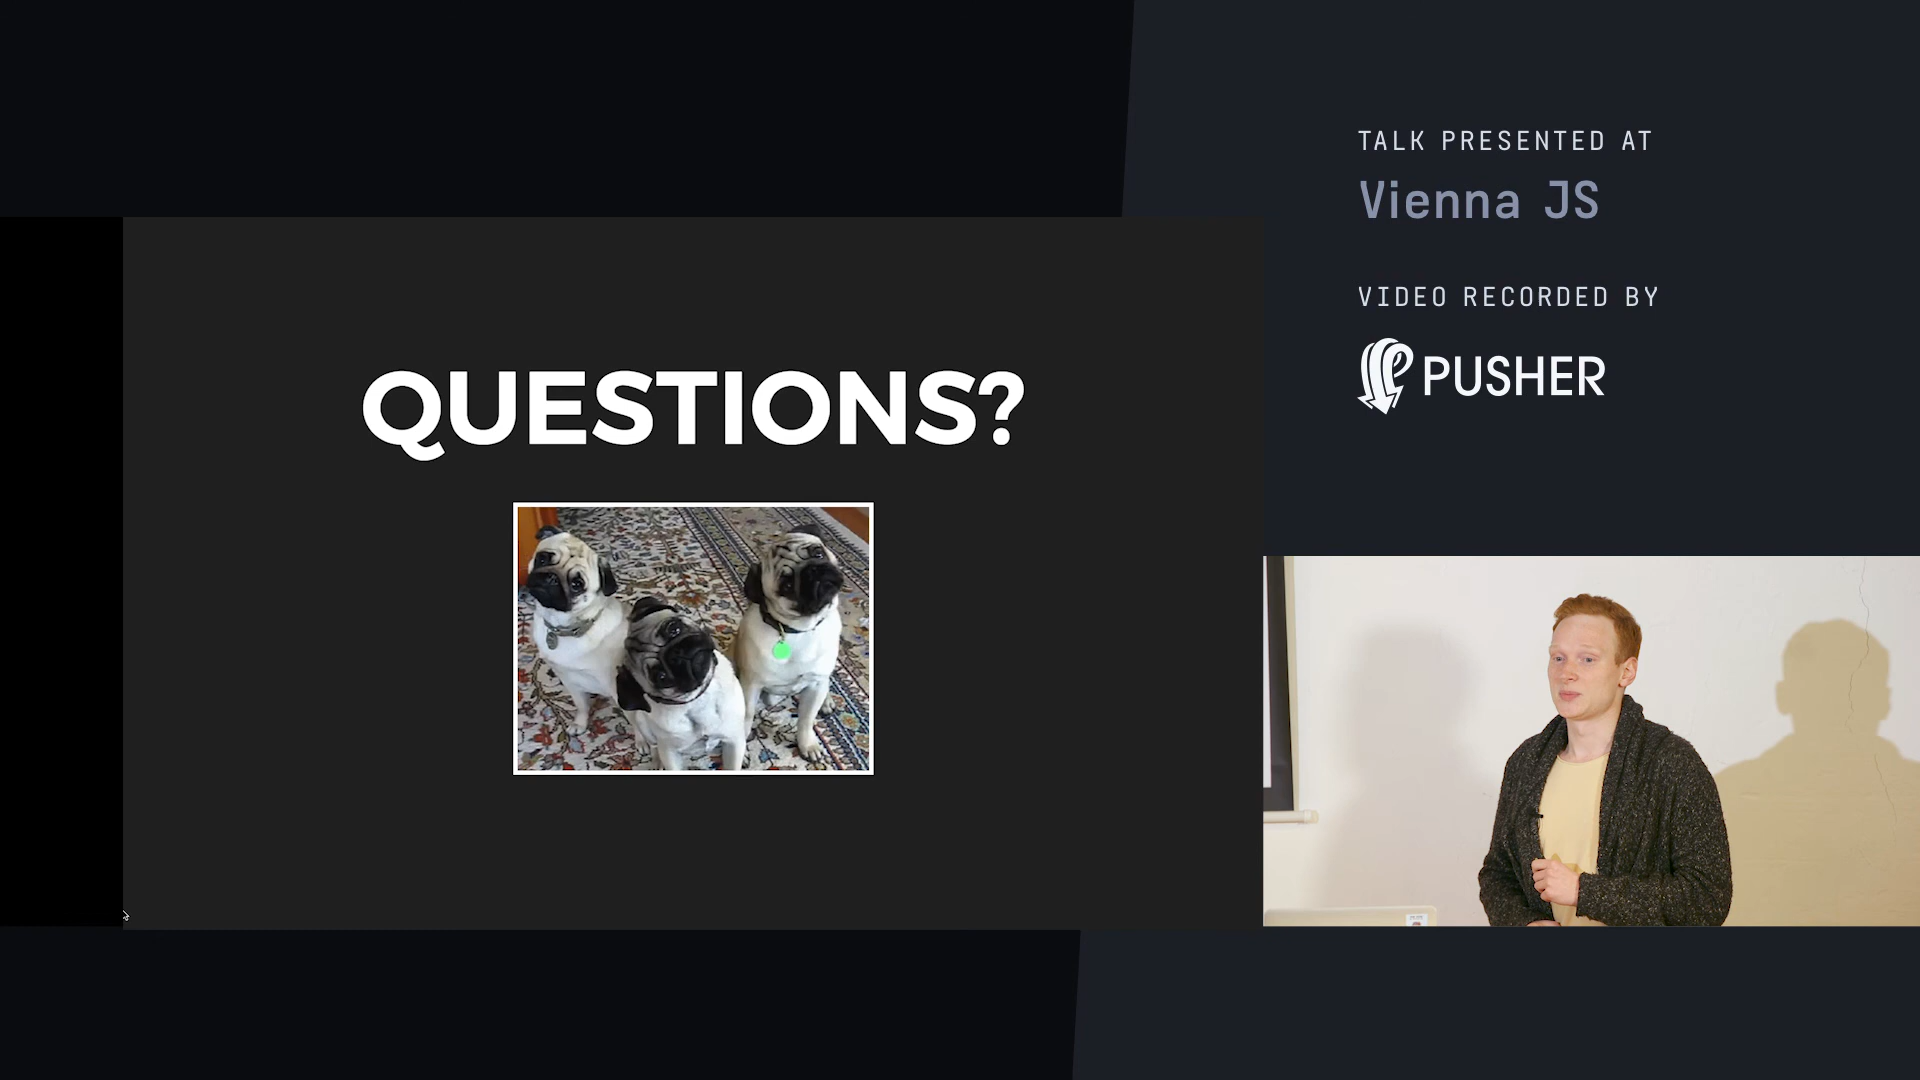 TALK PRESENTED AT
Vienna JS
VIDEO RECORDED BY
PUSHER
QUESTIONS?